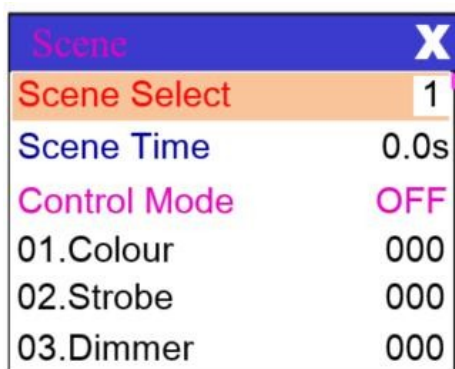 Scene X
Scene Select 1
Scene Time 0.0s
Control Mode OFF
01.Colour 000
02.Strobe 000
03.Dimmer 000